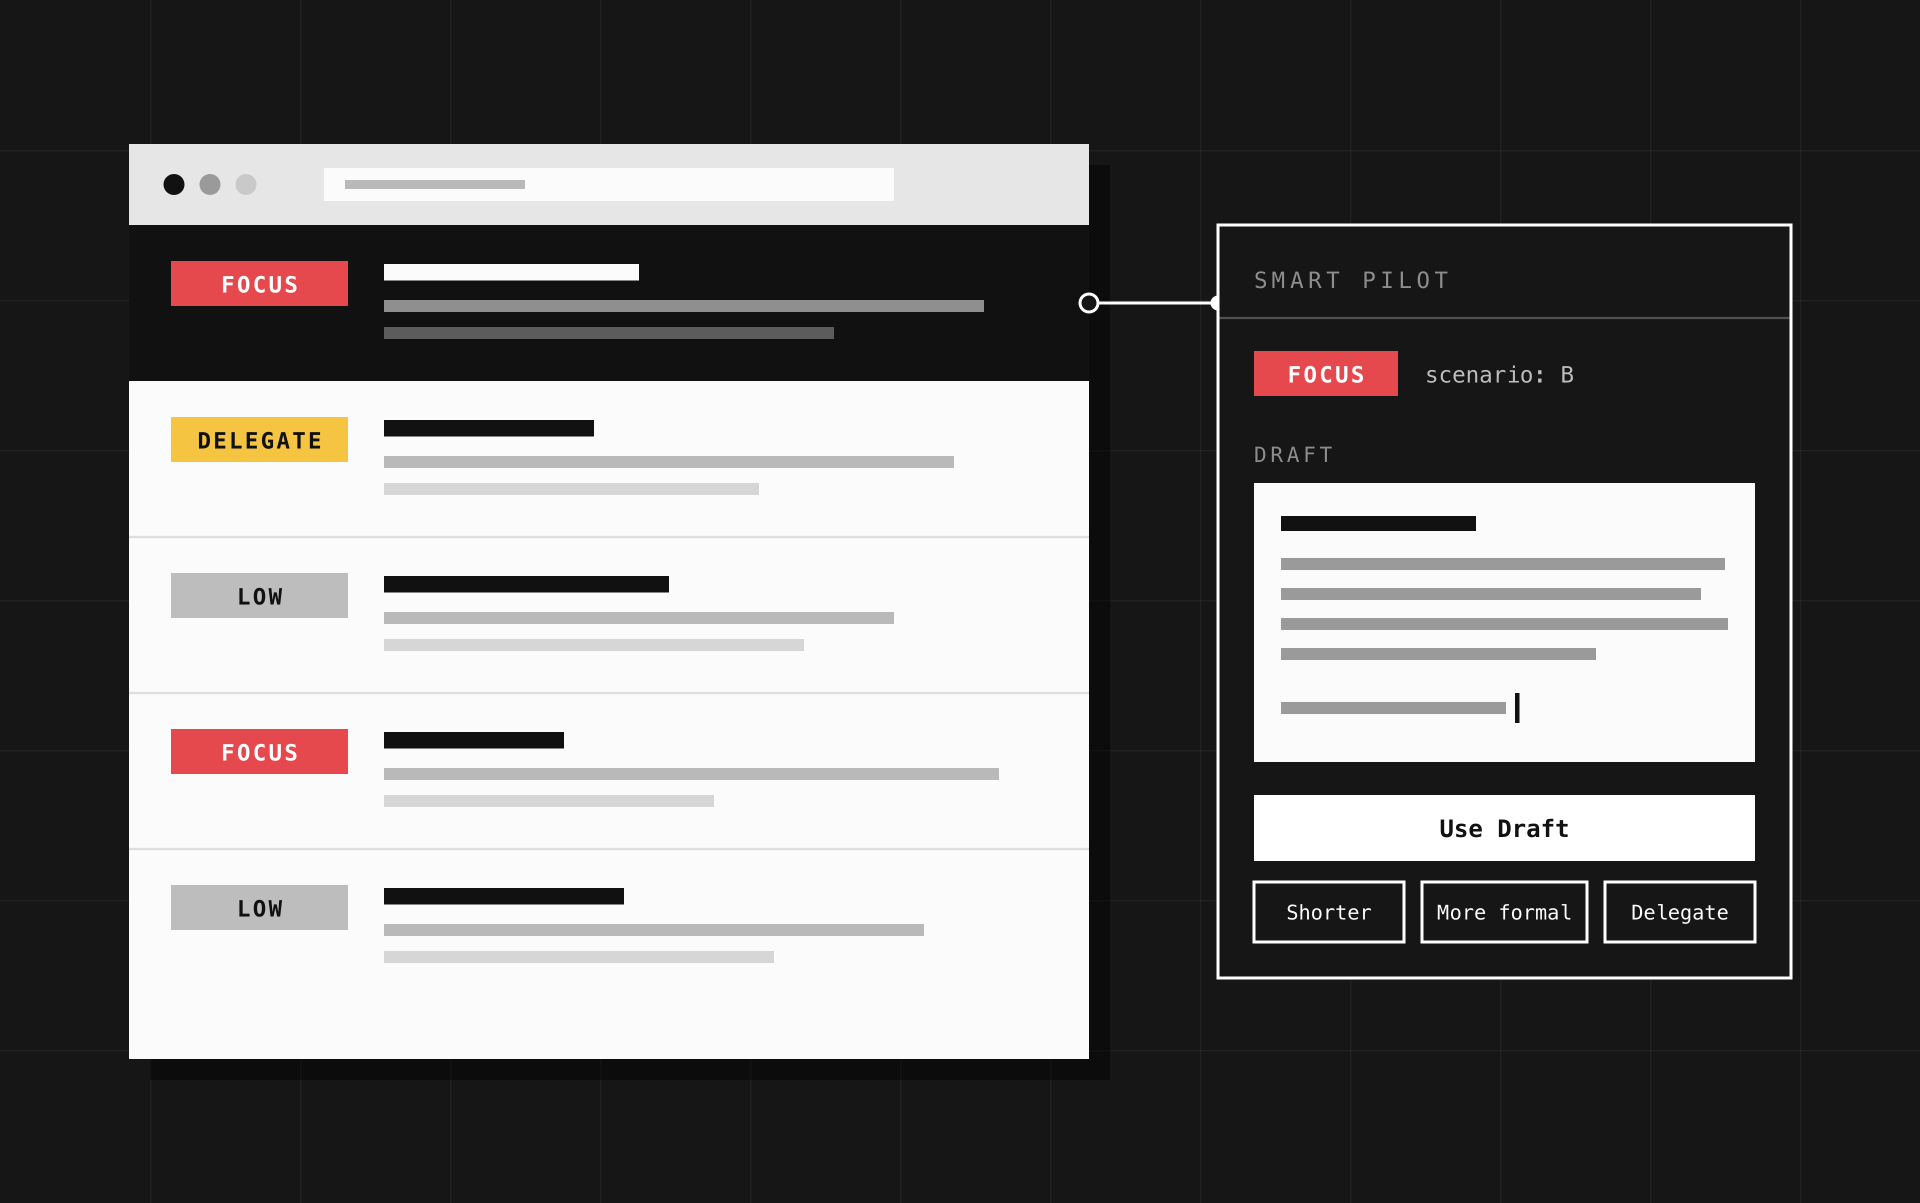 FOCUS
DELEGATE
LOW
FOCUS
LOW
SMART PILOT
FOCUS scenario: B
DRAFT
Use Draft
Shorter More formal Delegate